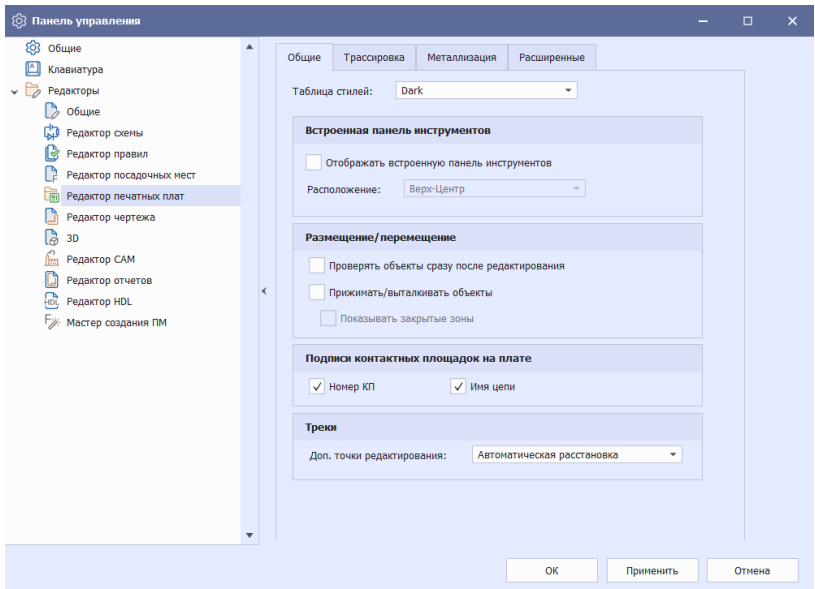 Панель управления
Общие
Клавиатура
Редакторы
Общие
Редактор схемы
Редактор правил
Редактор посадочных мест
Редактор печатных плат
Редактор чертежа
3D
Редактор CAM
Редактор отчетов
Редактор HDL
Мастер создания ПМ
Общие Трассировка Металлизация Расширенные
Таблица стилей: Dark
Встроенная панель инструментов
Отображать встроенную панель инструментов
Расположение: Верх-Центр
Размещение/перемещение
Проверять объекты сразу после редактирования
Прижимать/выталкивать объекты
Показывать закрытые зоны
Подписи контактных площадок на плате
Номер КП Имя цепи
Треки
Доп. точки редактирования: Автоматическая расстановка
ОК Применить Отмена